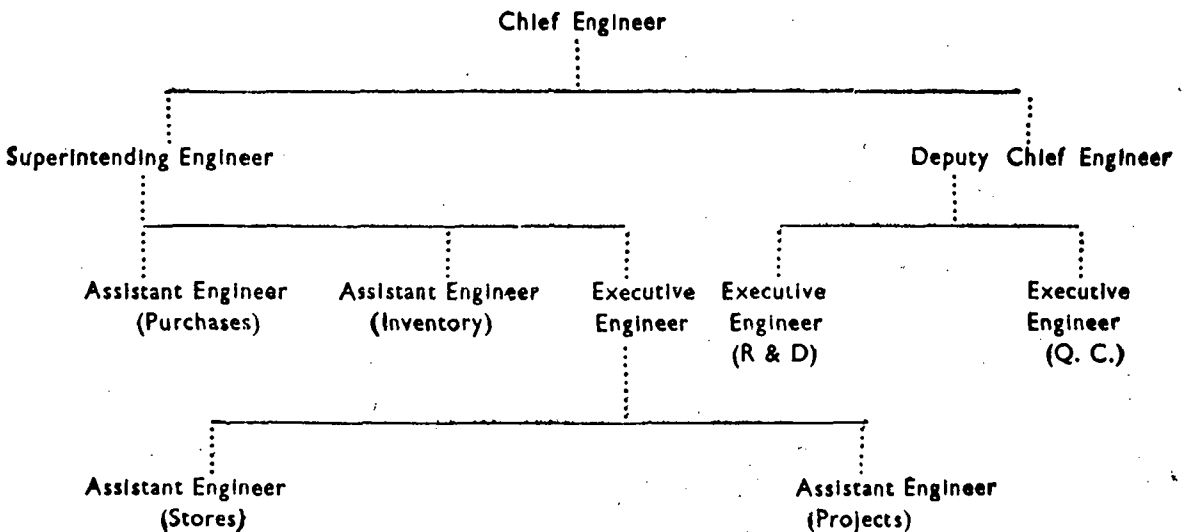 Chief Engineer
Superintending Engineer
Deputy Chief Engineer
Assistant Engineer
(Purchases)
Assistant Engineer
(Inventory)
Executive
Engineer
Executive
Engineer
(R & D)
Executive
Engineer
(Q. C.)
Assistant Engineer
(Stores)
Assistant Engineer
(Projects)